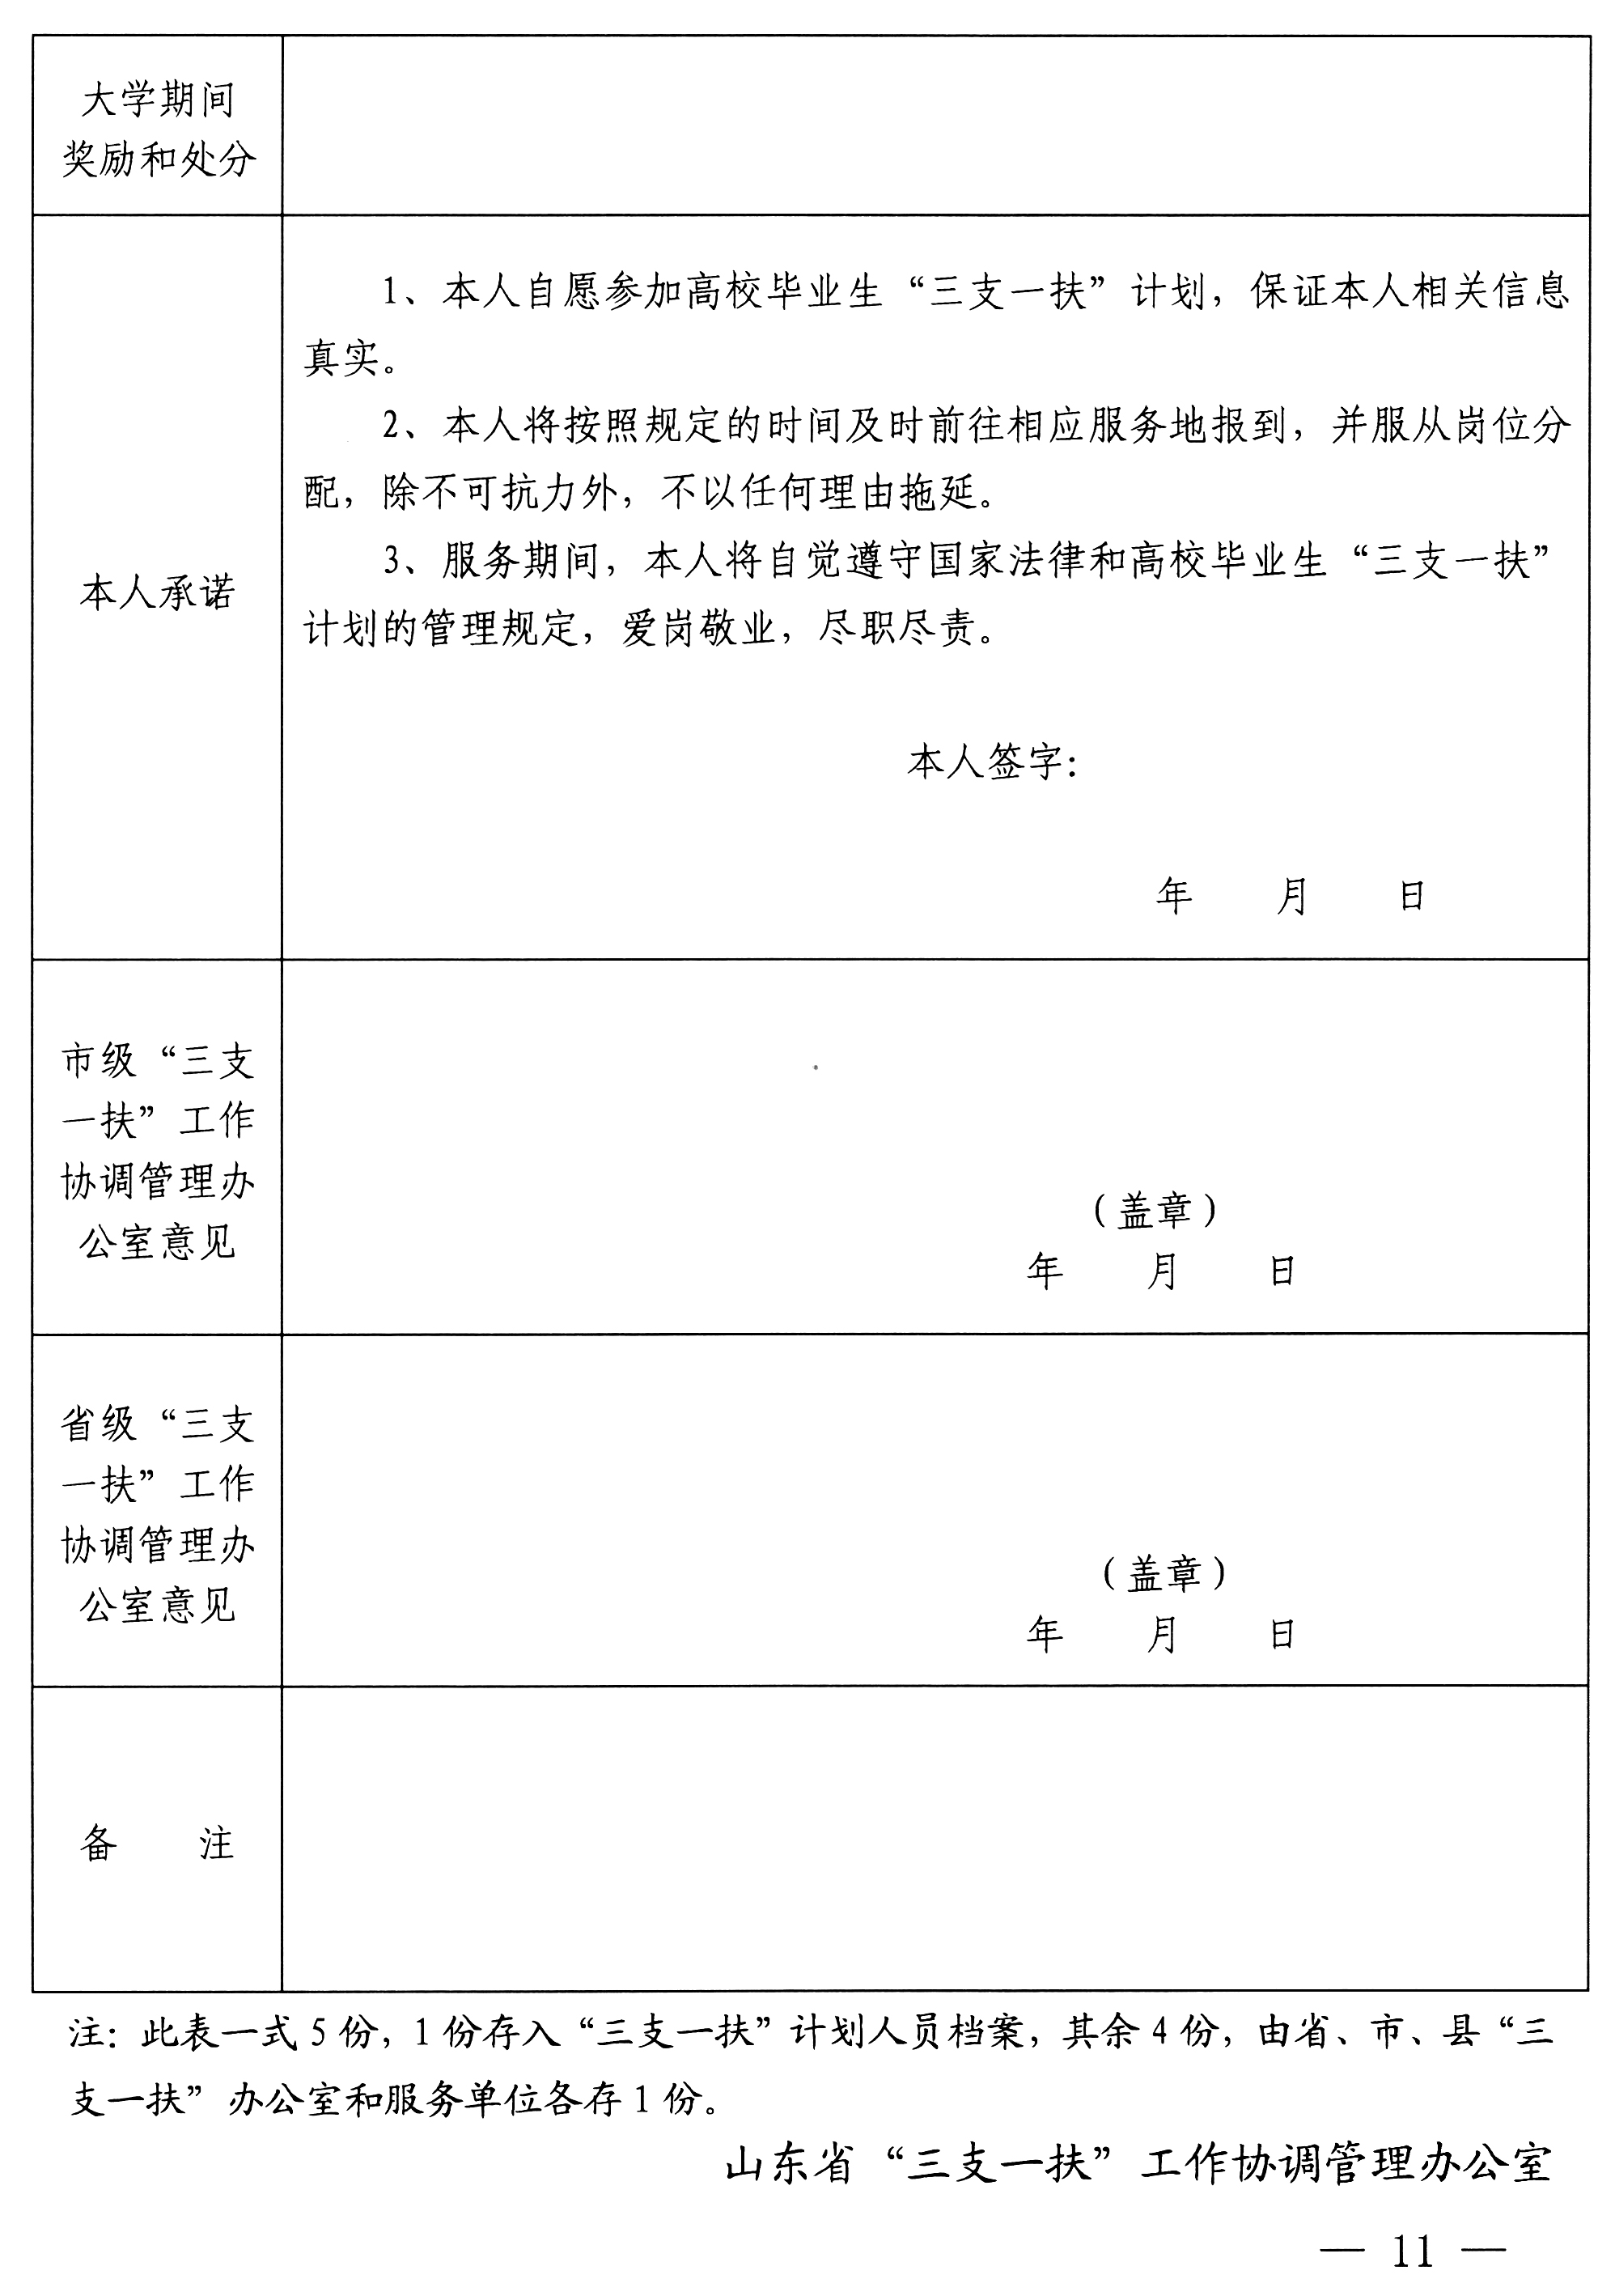 大学期间
奖励和处分
1、本人自愿参加高校毕业生“三支一扶”计划，保证本人相关信息
真实。
2、本人将按照规定的时间及时前往相应服务地报到，并服从岗位分
配，除不可抗力外，不以任何理由拖延。
3、服务期间，本人将自觉遵守国家法律和高校毕业生“三支一扶”
本人承诺
计划的管理规定，爱岗敬业，尽职尽责。
本人签字：
年 月 日
市级“三支
一扶”工作
协调管理办
公室意见
（盖章）
年 月 日
省级“三支
一扶”工作
协调管理办
公室意见
（盖章）
年 月 日
备 注
注：此表一式 5 份，1 份存入“三支一扶”计划人员档案，其余 4 份，由省、市、县“三
支一扶”办公室和服务单位各存 1 份。
山东省“三支一扶”工作协调管理办公室
— 11 —